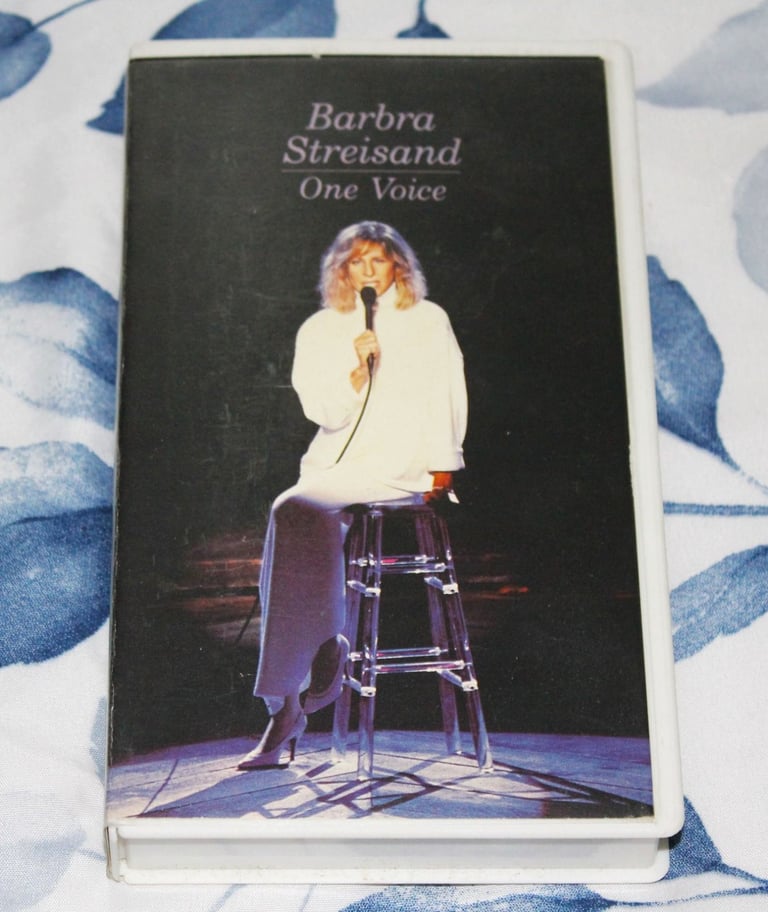 Barbra
Streisand
One Voice